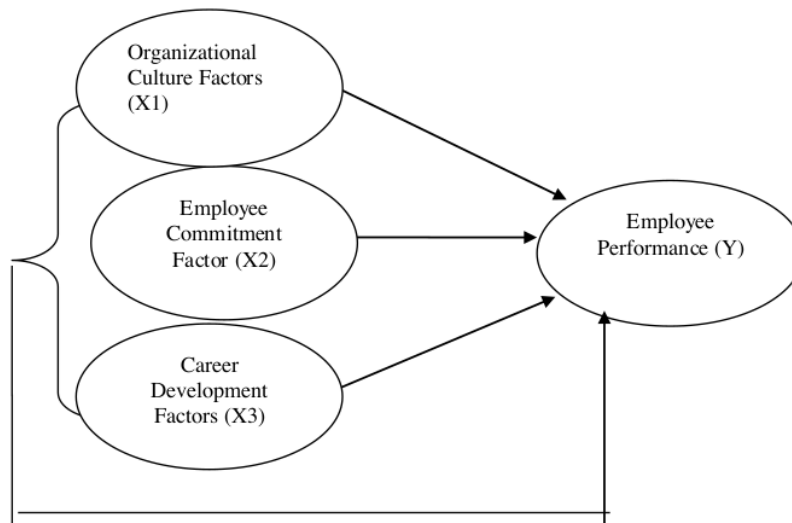 Organizational
Culture Factors
(X1)
Employee
Commitment
Factor (X2)
Career
Development
Factors (X3)
Employee
Performance (Y)